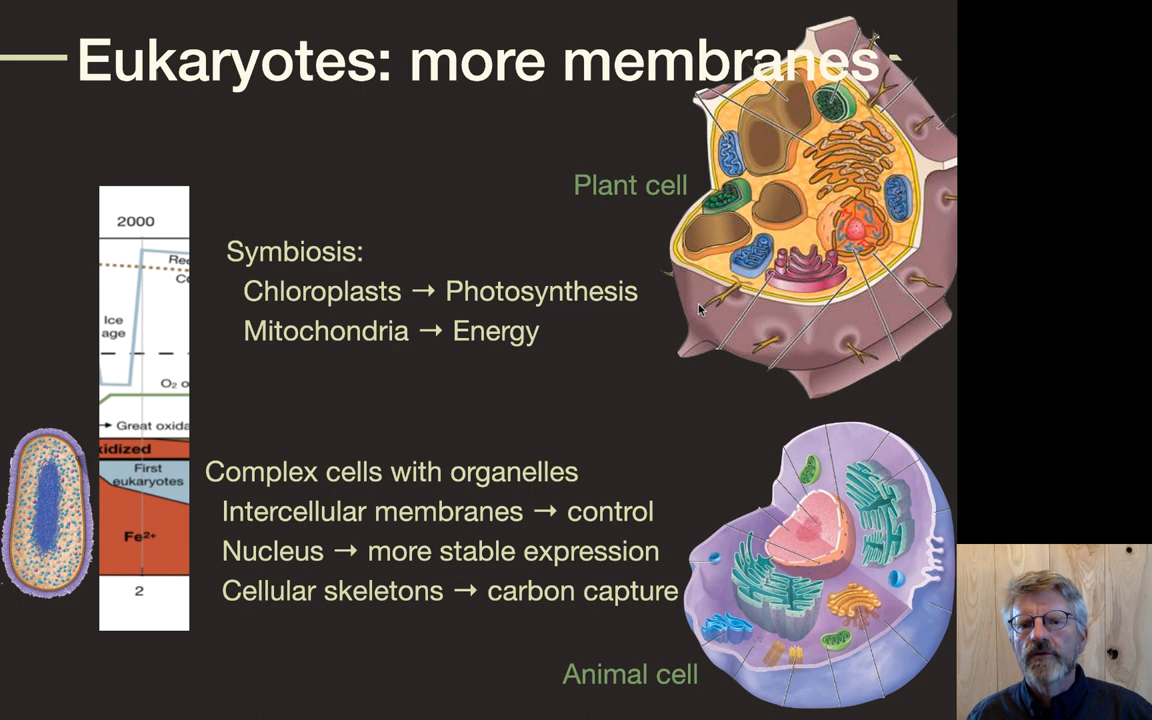 Eukaryotes: more membranes
Plant cell
2000
Symbiosis:
Chloroplasts → Photosynthesis
Mitochondria → Energy
Ice
age
O₂
→ Great oxida
xidized
First
eukaryotes
Fe²⁺
2
Complex cells with organelles
Intercellular membranes → control
Nucleus → more stable expression
Cellular skeletons → carbon capture
Animal cell